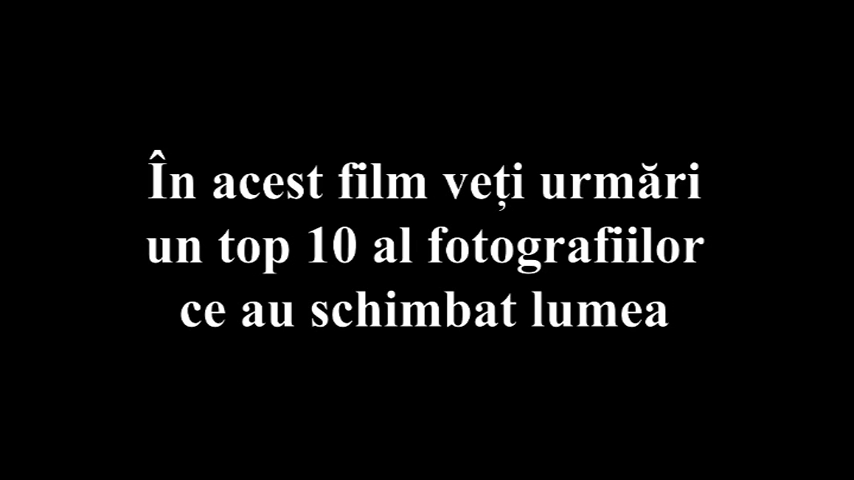 În acest film veți urmări
un top 10 al fotografiilor
ce au schimbat lumea